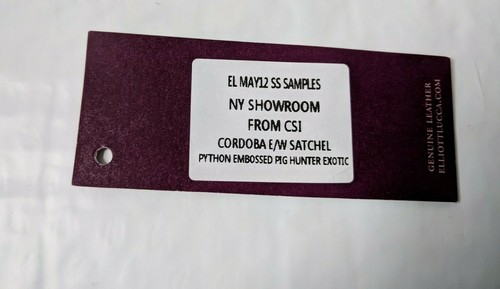 EL MAY12 SS SAMPLES
NY SHOWROOM
FROM CSI
CORDOBA E/W SATCHEL
PYTHON EMBOSSED PIG HUNTER EXOTIC
GENUINE LEATHER
ELLIOTTLUCCA.COM